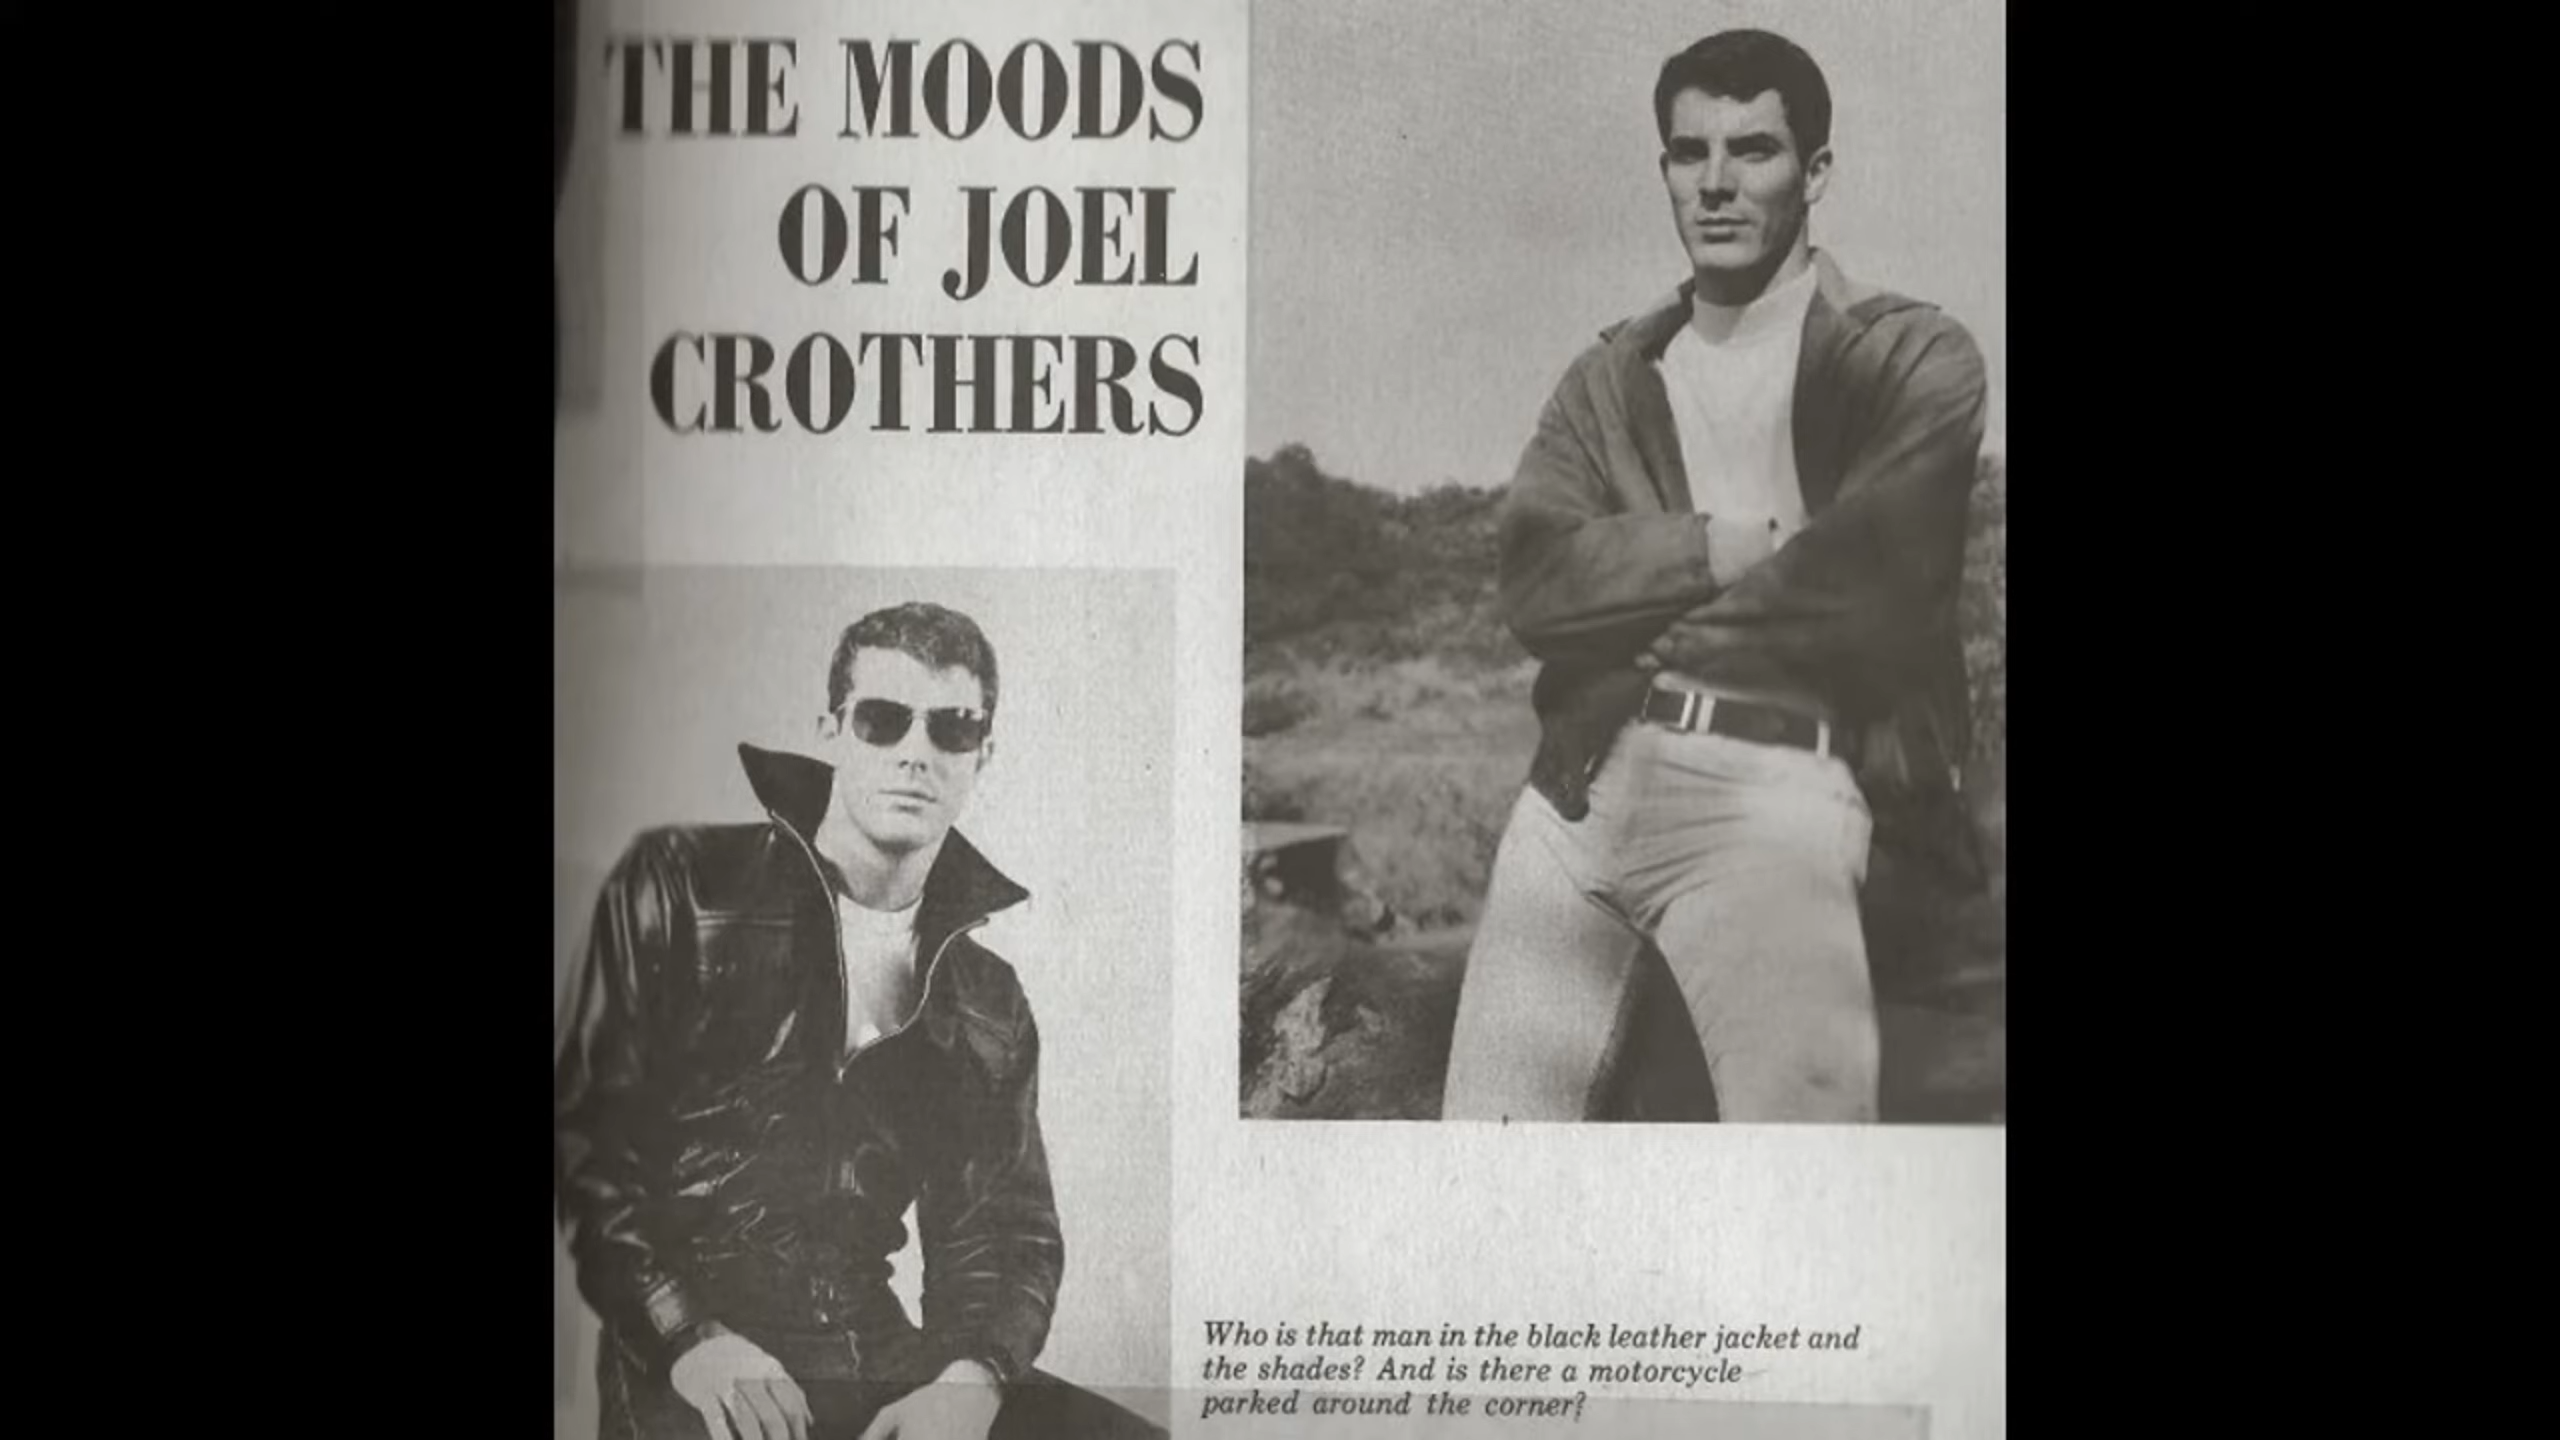 THE MOODS
OF JOEL
CROTHERS
Who is that man in the black leather jacket and
the shades? And is there a motorcycle
parked around the corner?